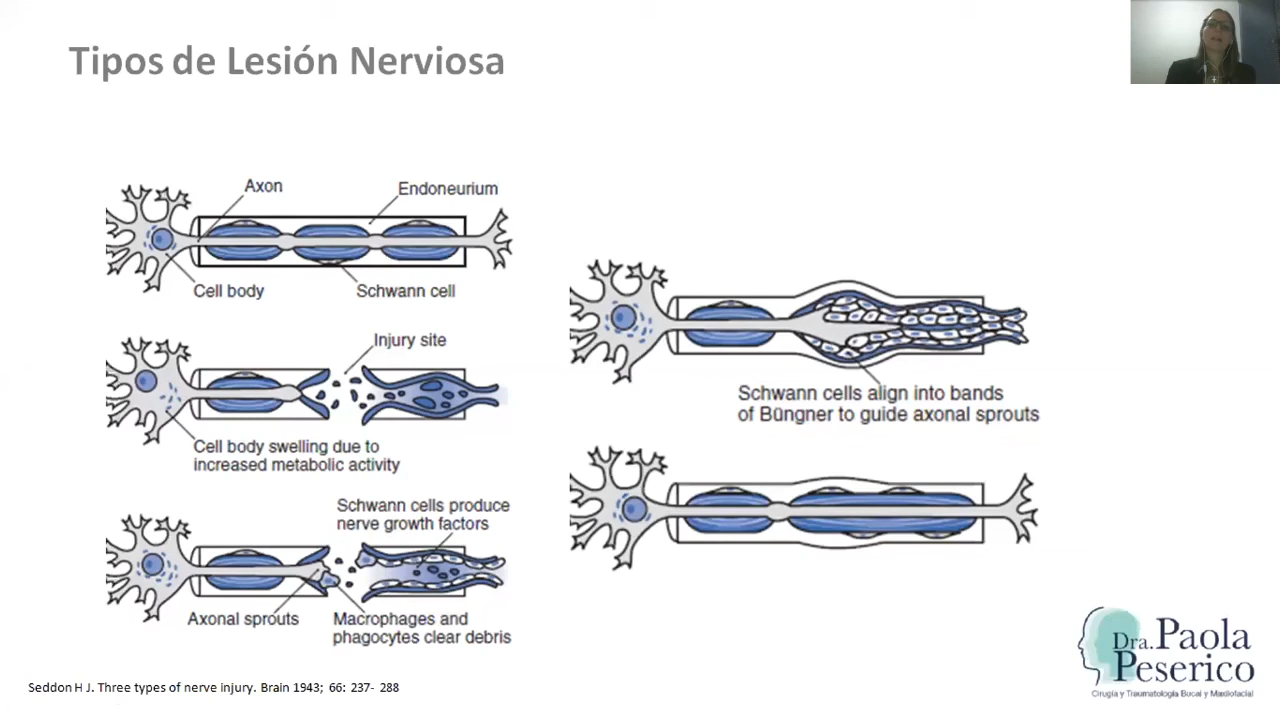 Tipos de Lesión Nerviosa
Axon
Endoneurium
Cell body
Schwann cell
Injury site
Cell body swelling due to
increased metabolic activity
Schwann cells produce
nerve growth factors
Axonal sprouts
Macrophages and
phagocytes clear debris
Schwann cells align into bands
of Büngner to guide axonal sprouts
Seddon H J. Three types of nerve injury. Brain 1943; 66: 237- 288
Dra. Paola
Peserico
Cirugía y Traumatología Bucal y Maxilofacial